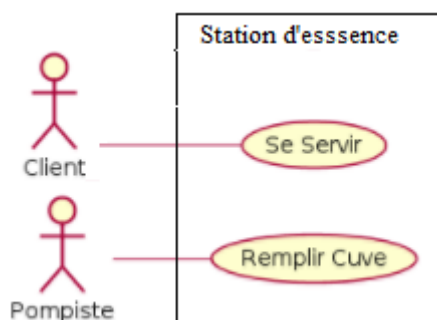 Station d'esssence
Se Servir
Client
Remplir Cuve
Pompiste